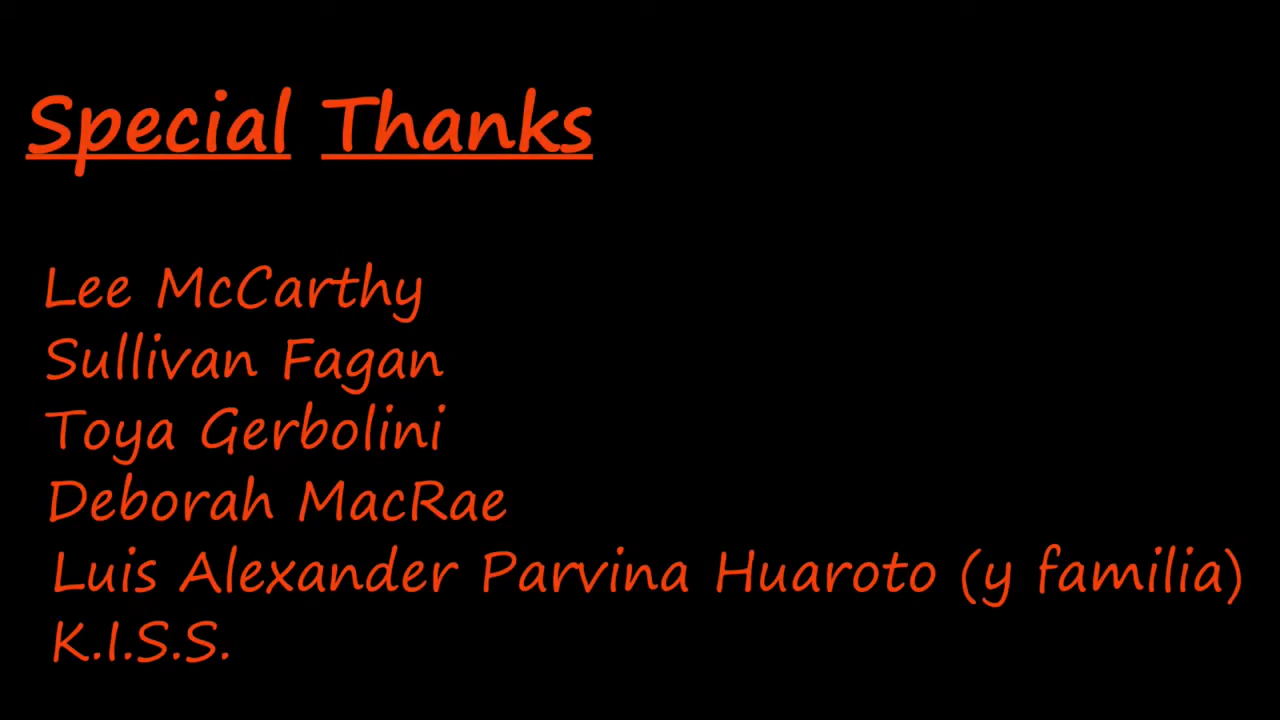 Special Thanks
Lee McCarthy
Sullivan Fagan
Toya Gerbolini
Deborah MacRae
Luis Alexander Parvina Huaroto (y familia)
K.I.S.S.